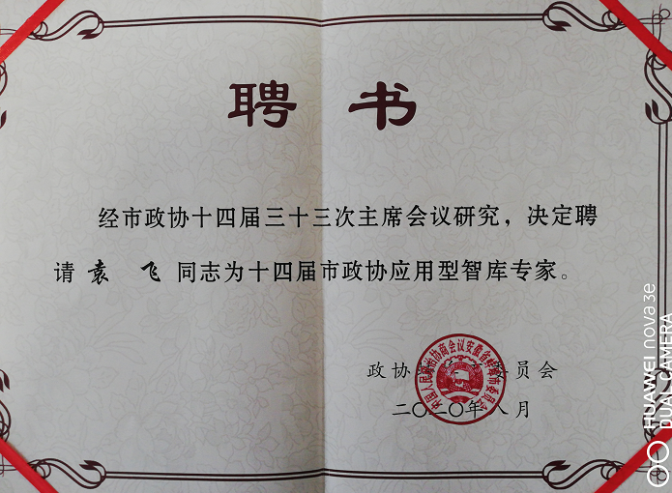 聘书
经市政协十四届三十三次主席会议研究，决定聘
请 袁 飞 同志为十四届市政协应用型智库专家。
政协 委员会
二〇二〇年八月
HUAWEI nova 3e
DUAL CAMERA